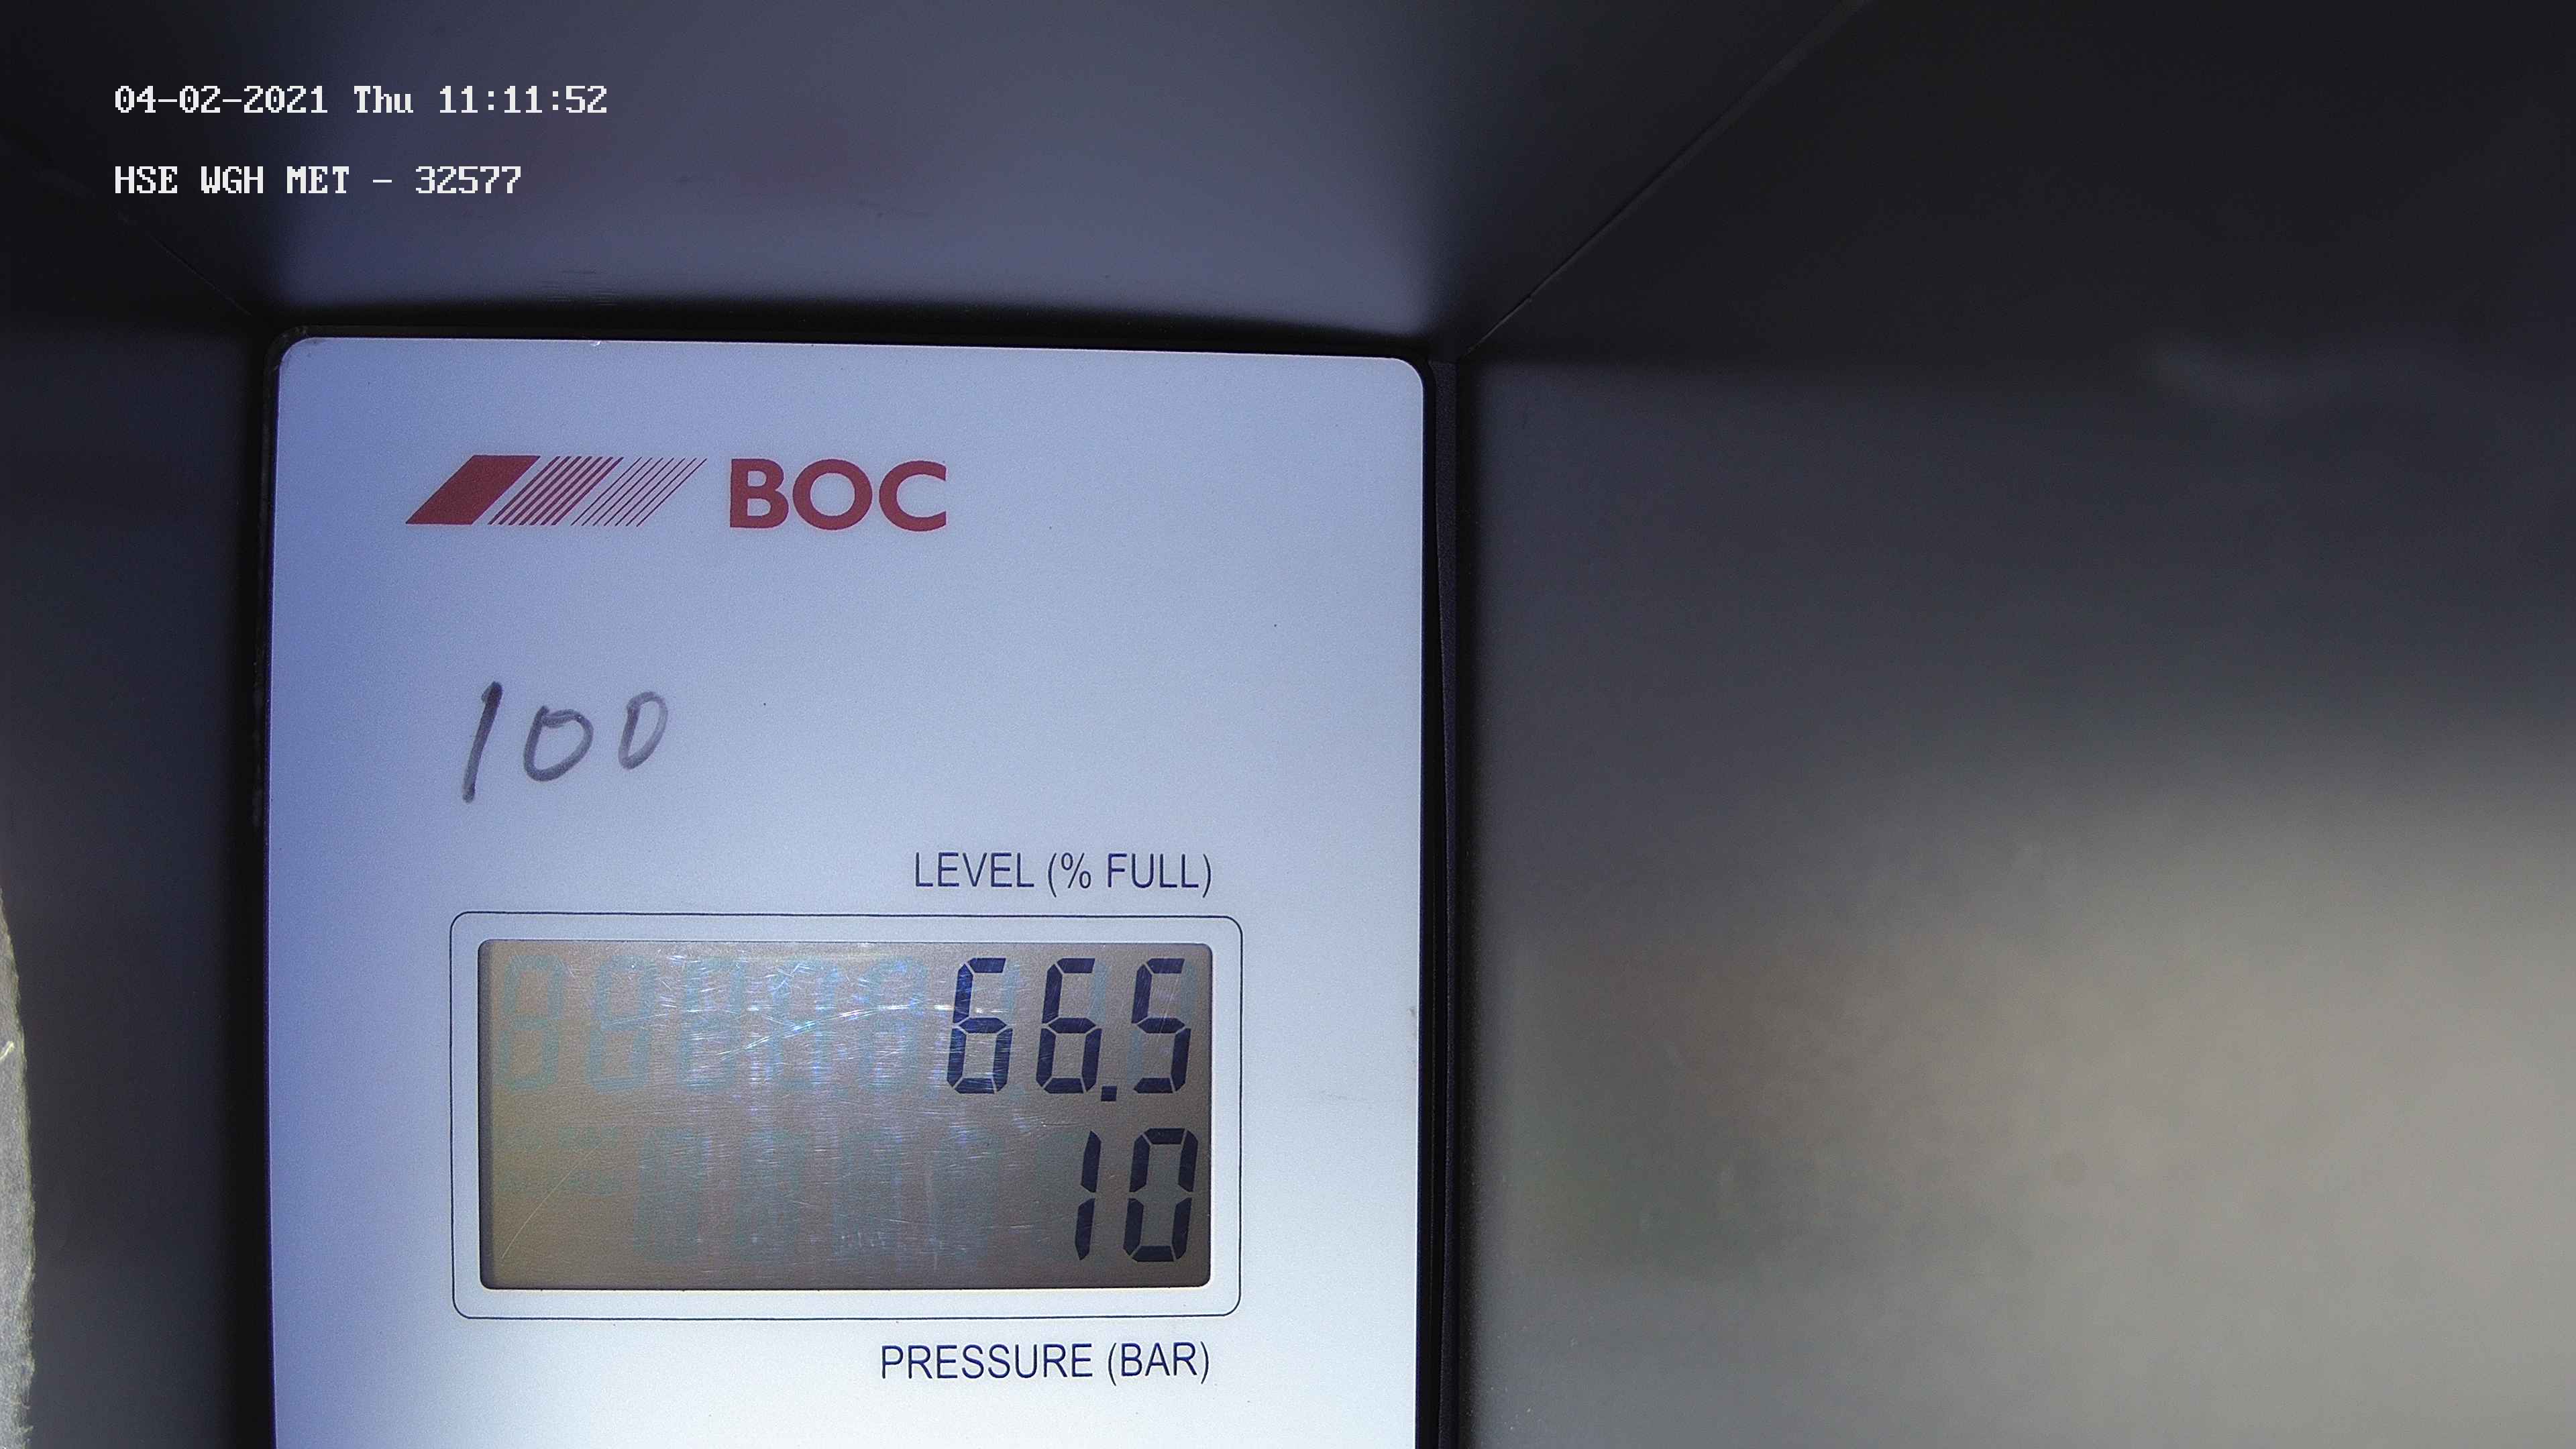 04-02-2021 Thu 11:11:52
HSE WGH MET - 32577
BOC
100
LEVEL (% FULL)
66.5
10
PRESSURE (BAR)